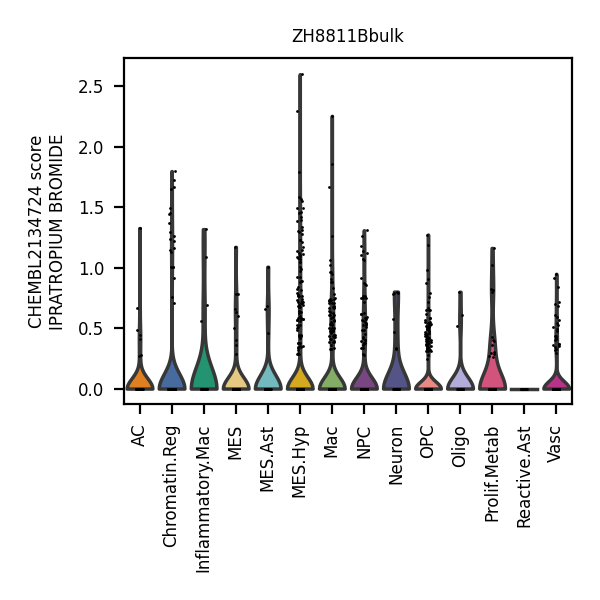 ZH8811Bbulk
CHEMBL2134724 score
IPRATROPIUM BROMIDE
2.5
2.0
1.5
1.0
0.5
0.0
AC
Chromatin.Reg
Inflammatory.Mac
MES
MES.Ast
MES.Hyp
Mac
NPC
Neuron
OPC
Oligo
Prolif.Metab
Reactive.Ast
Vasc